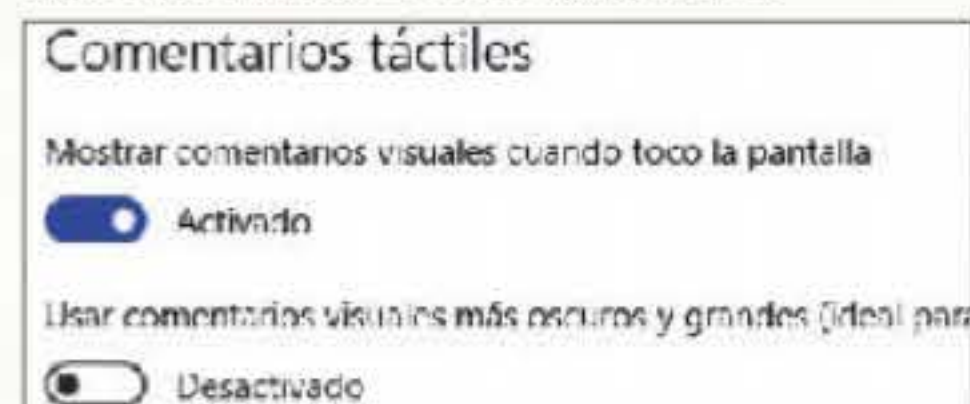 Comentarios táctiles
Mostrar comentarios visuales cuando toco la pantalla
Activado
Usar comentarios visuales más oscuros y grandes (ideal para
Desactivado